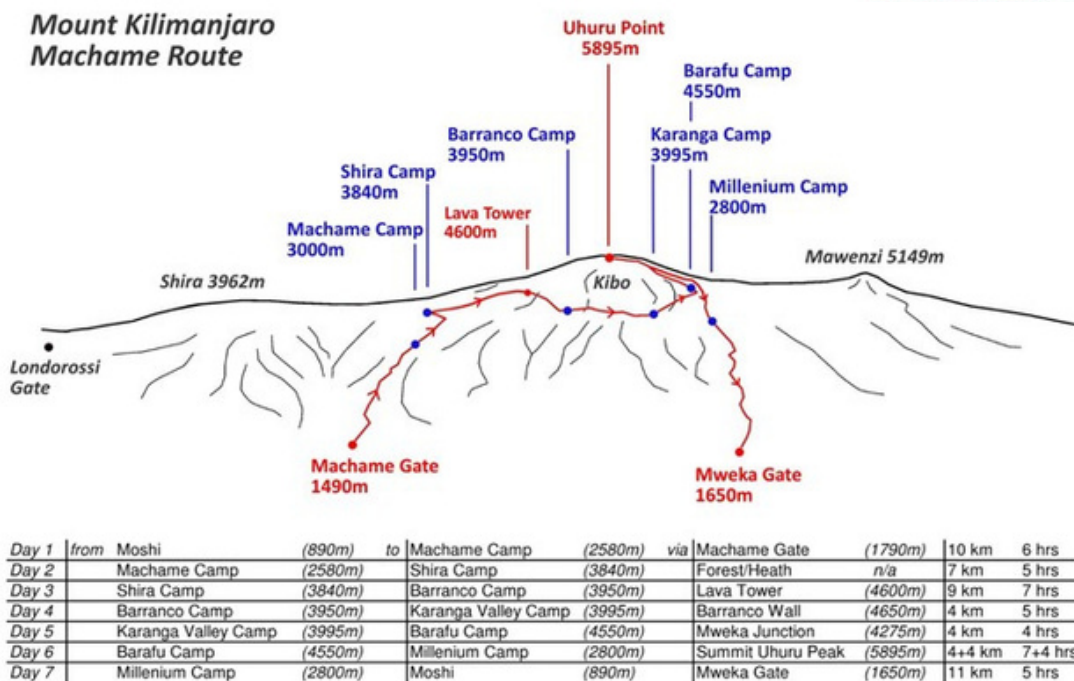 Mount Kilimanjaro
Machame Route
Uhuru Point
5895m
Barafu Camp
4550m
Barranco Camp
3950m
Karanga Camp
3995m
Shira Camp
3840m
Millenium Camp
2800m
Lava Tower
4600m
Machame Camp
3000m
Mawenzi 5149m
Shira 3962m
Kibo
Londorossi
Gate
Machame Gate
1490m
Mweka Gate
1650m
Day 1 from Moshi (890m) to Machame Camp (2580m) via Machame Gate (1790m) 10 km 6 hrs
Day 2 Machame Camp (2580m) Shira Camp (3840m) Forest/Heath n/a 7 km 5 hrs
Day 3 Shira Camp (3840m) Barranco Camp (3950m) Lava Tower (4600m) 9 km 7 hrs
Day 4 Barranco Camp (3950m) Karanga Valley Camp (3995m) Barranco Wall (4650m) 4 km 5 hrs
Day 5 Karanga Valley Camp (3995m) Barafu Camp (4550m) Mweka Junction (4275m) 4 km 4 hrs
Day 6 Barafu Camp (4550m) Millenium Camp (2800m) Summit Uhuru Peak (5895m) 4+4 km 7+4 hrs
Day 7 Millenium Camp (2800m) Moshi (890m) Mweka Gate (1650m) 11 km 5 hrs